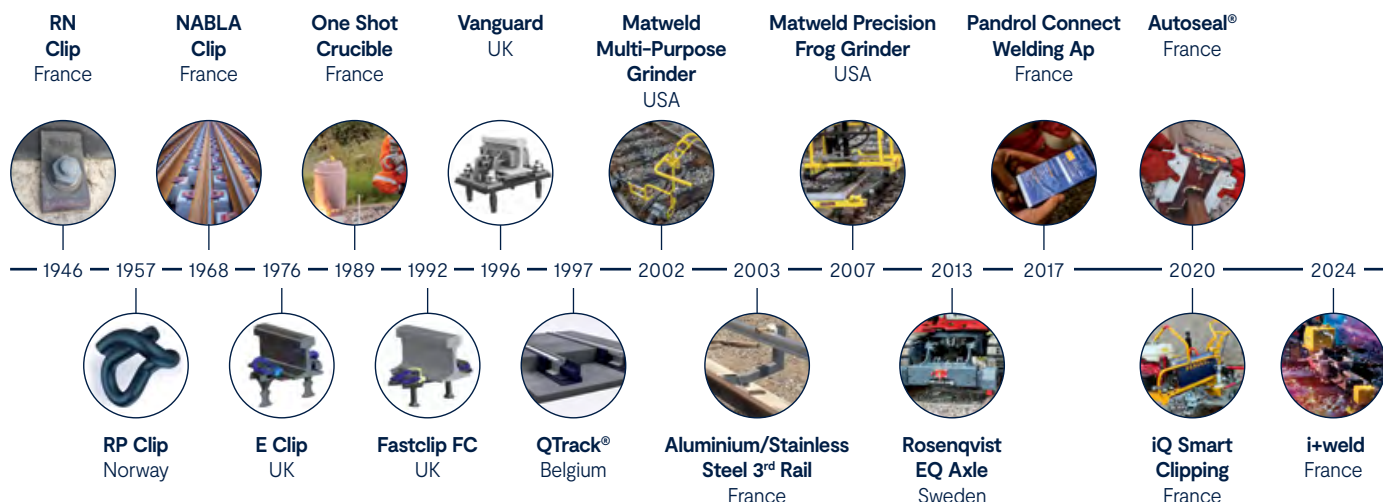 RN
Clip
France
NABLA
Clip
France
One Shot
Crucible
France
Vanguard
UK
Matweld
Multi-Purpose
Grinder
USA
Matweld Precision
Frog Grinder
USA
Pandrol Connect
Welding Ap
France
Autoseal®
France
1946 1957 1968 1976 1989 1992 1996 1997 2002 2003 2007 2013 2017 2020 2024
RP Clip
Norway
E Clip
UK
Fastclip FC
UK
QTrack®
Belgium
Aluminium/Stainless
Steel 3rd Rail
France
Rosenqvist
EQ Axle
Sweden
iQ Smart
Clipping
France
i+weld
France